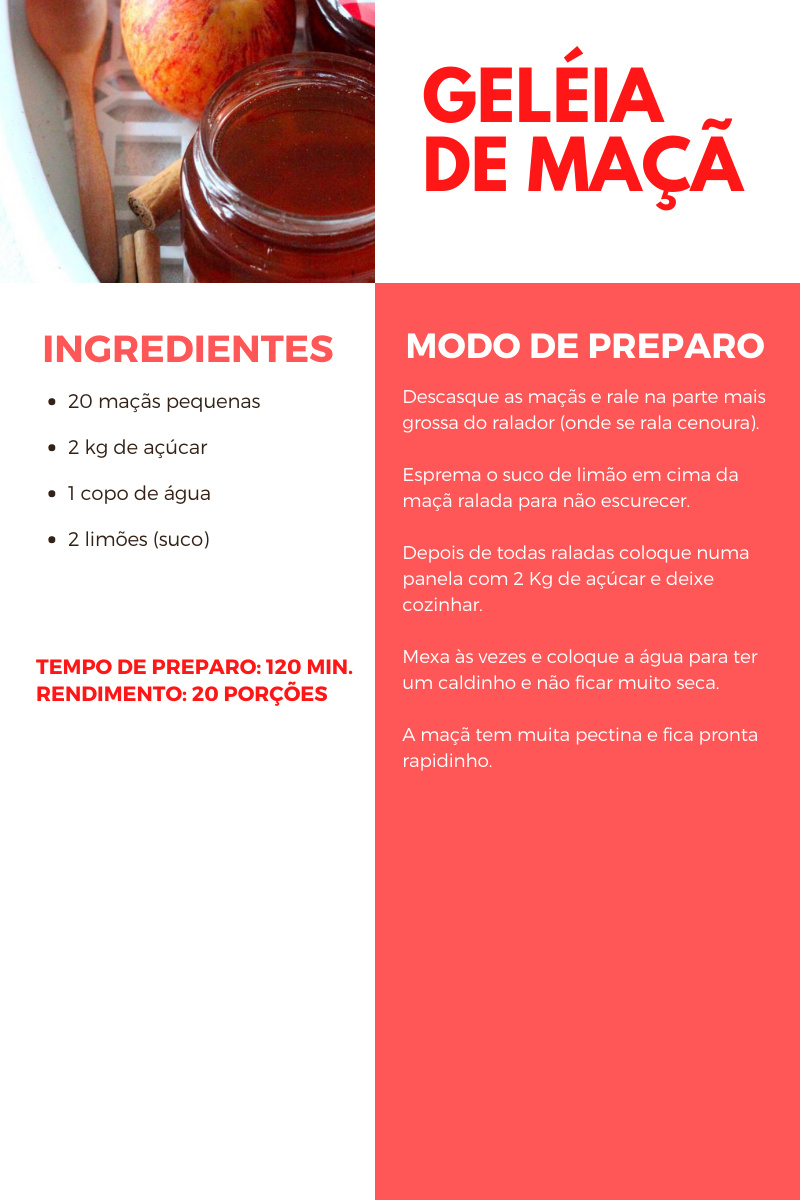 GELÉIA
DE MAÇÃ
INGREDIENTES
• 20 maçãs pequenas
• 2 kg de açúcar
• 1 copo de água
• 2 limões (suco)
TEMPO DE PREPARO: 120 MIN.
RENDIMENTO: 20 PORÇÕES
MODO DE PREPARO
Descasque as maçãs e rale na parte mais
grossa do ralador (onde se rala cenoura).
Esprema o suco de limão em cima da
maçã ralada para não escurecer.
Depois de todas raladas coloque numa
panela com 2 Kg de açúcar e deixe
cozinhar.
Mexa às vezes e coloque a água para ter
um caldinho e não ficar muito seca.
A maçã tem muita pectina e fica pronta
rapidinho.